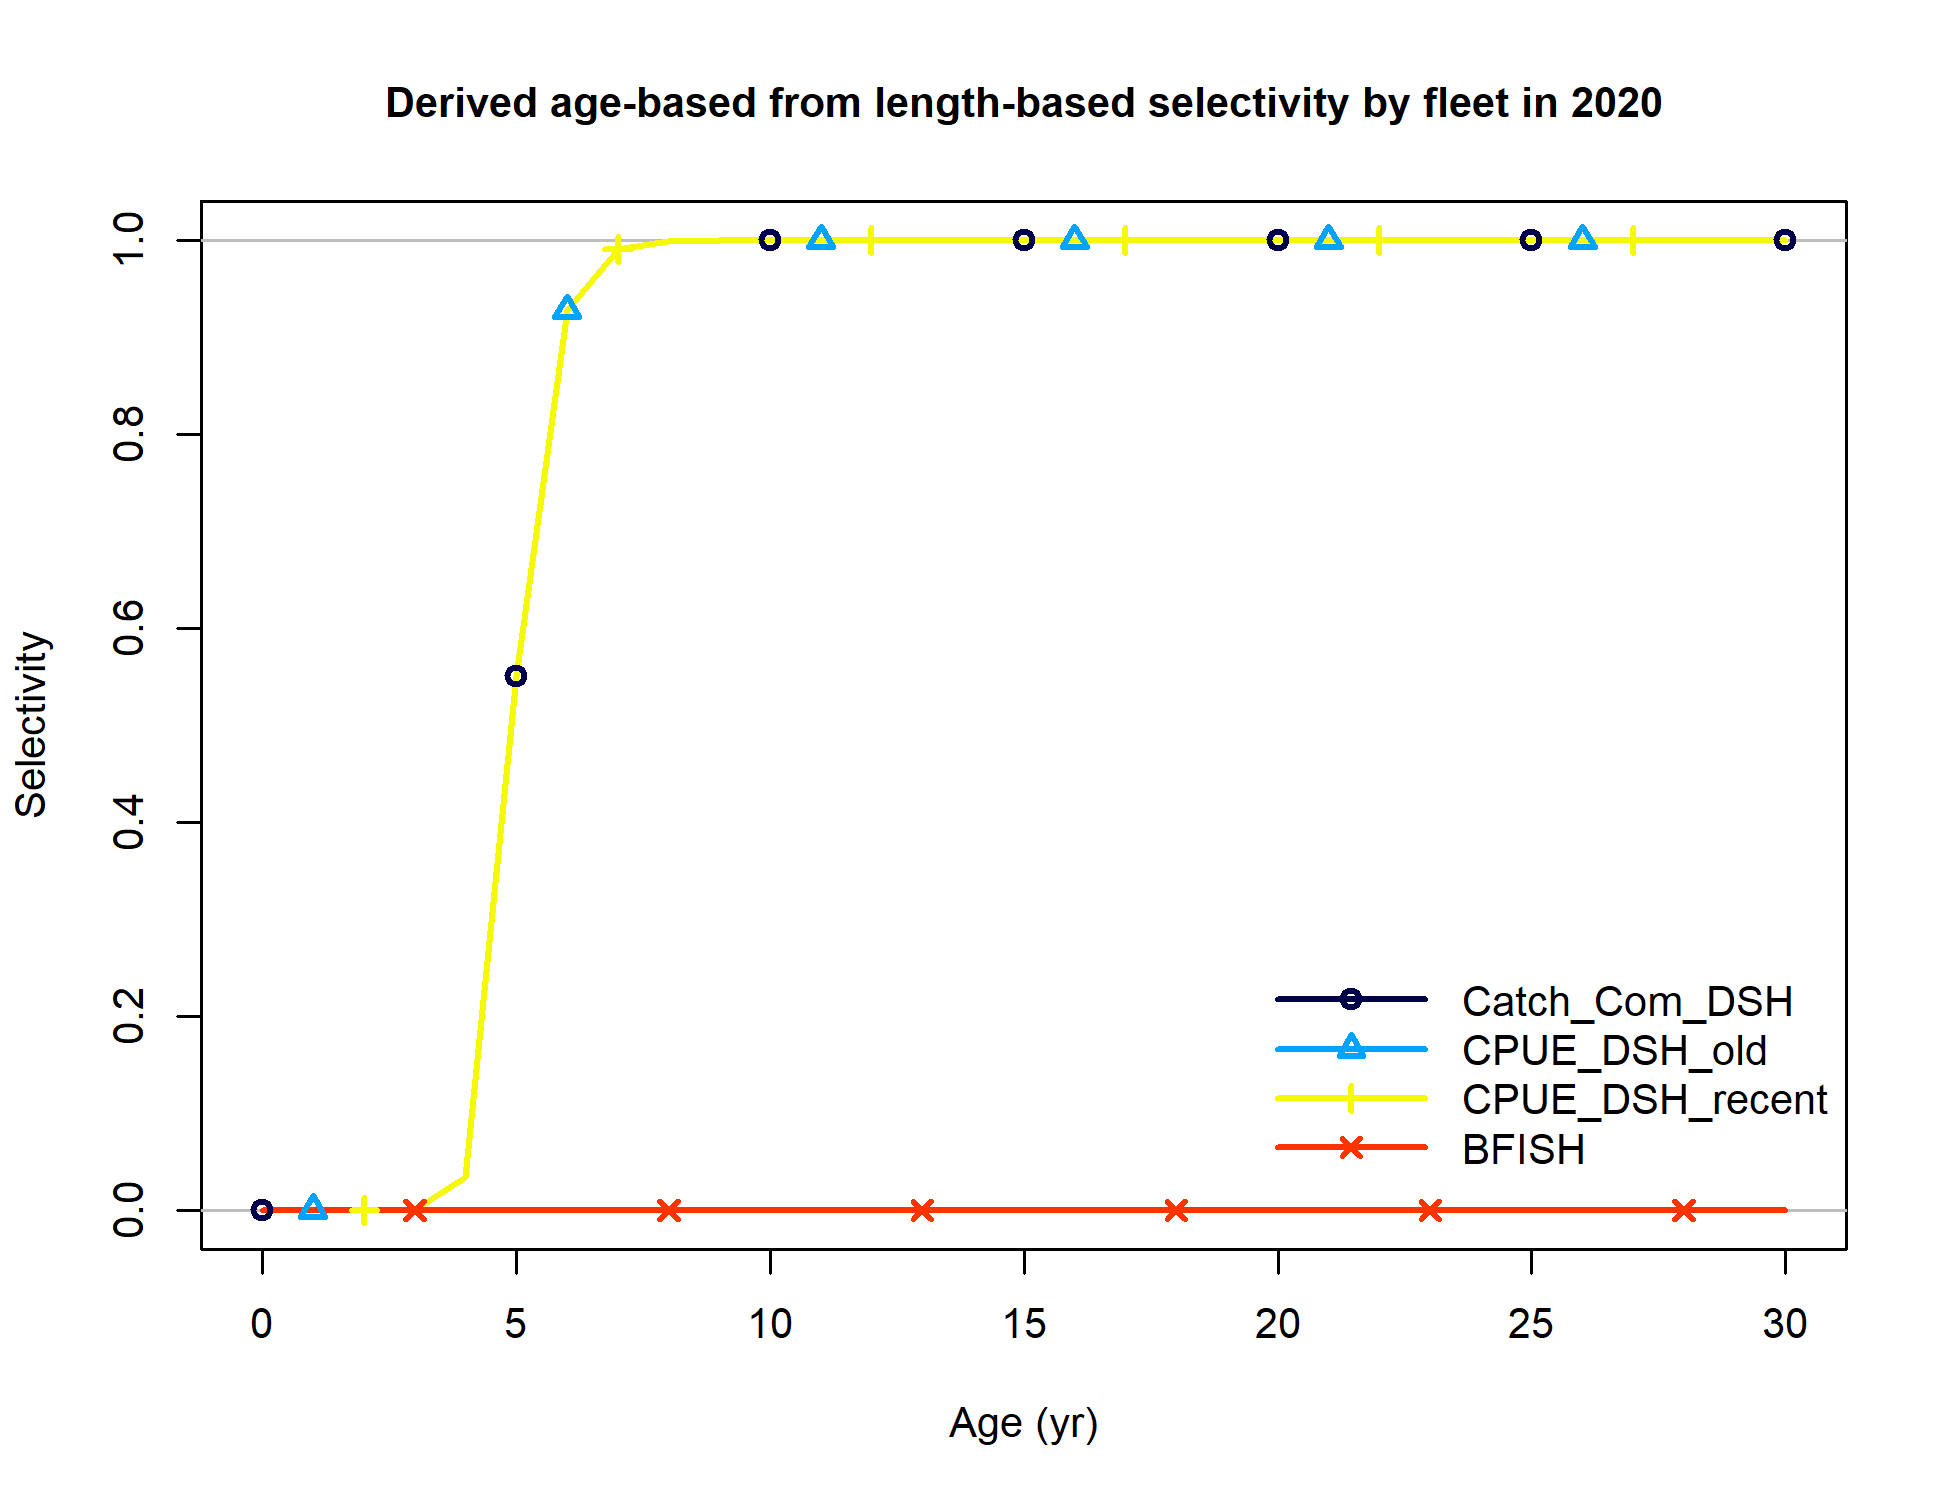 Derived age-based from length-based selectivity by fleet in 2020
Selectivity
1.0
0.8
0.6
0.4
0.2
0.0
Catch_Com_DSH
CPUE_DSH_old
CPUE_DSH_recent
BFISH
0 5 10 15 20 25 30
Age (yr)